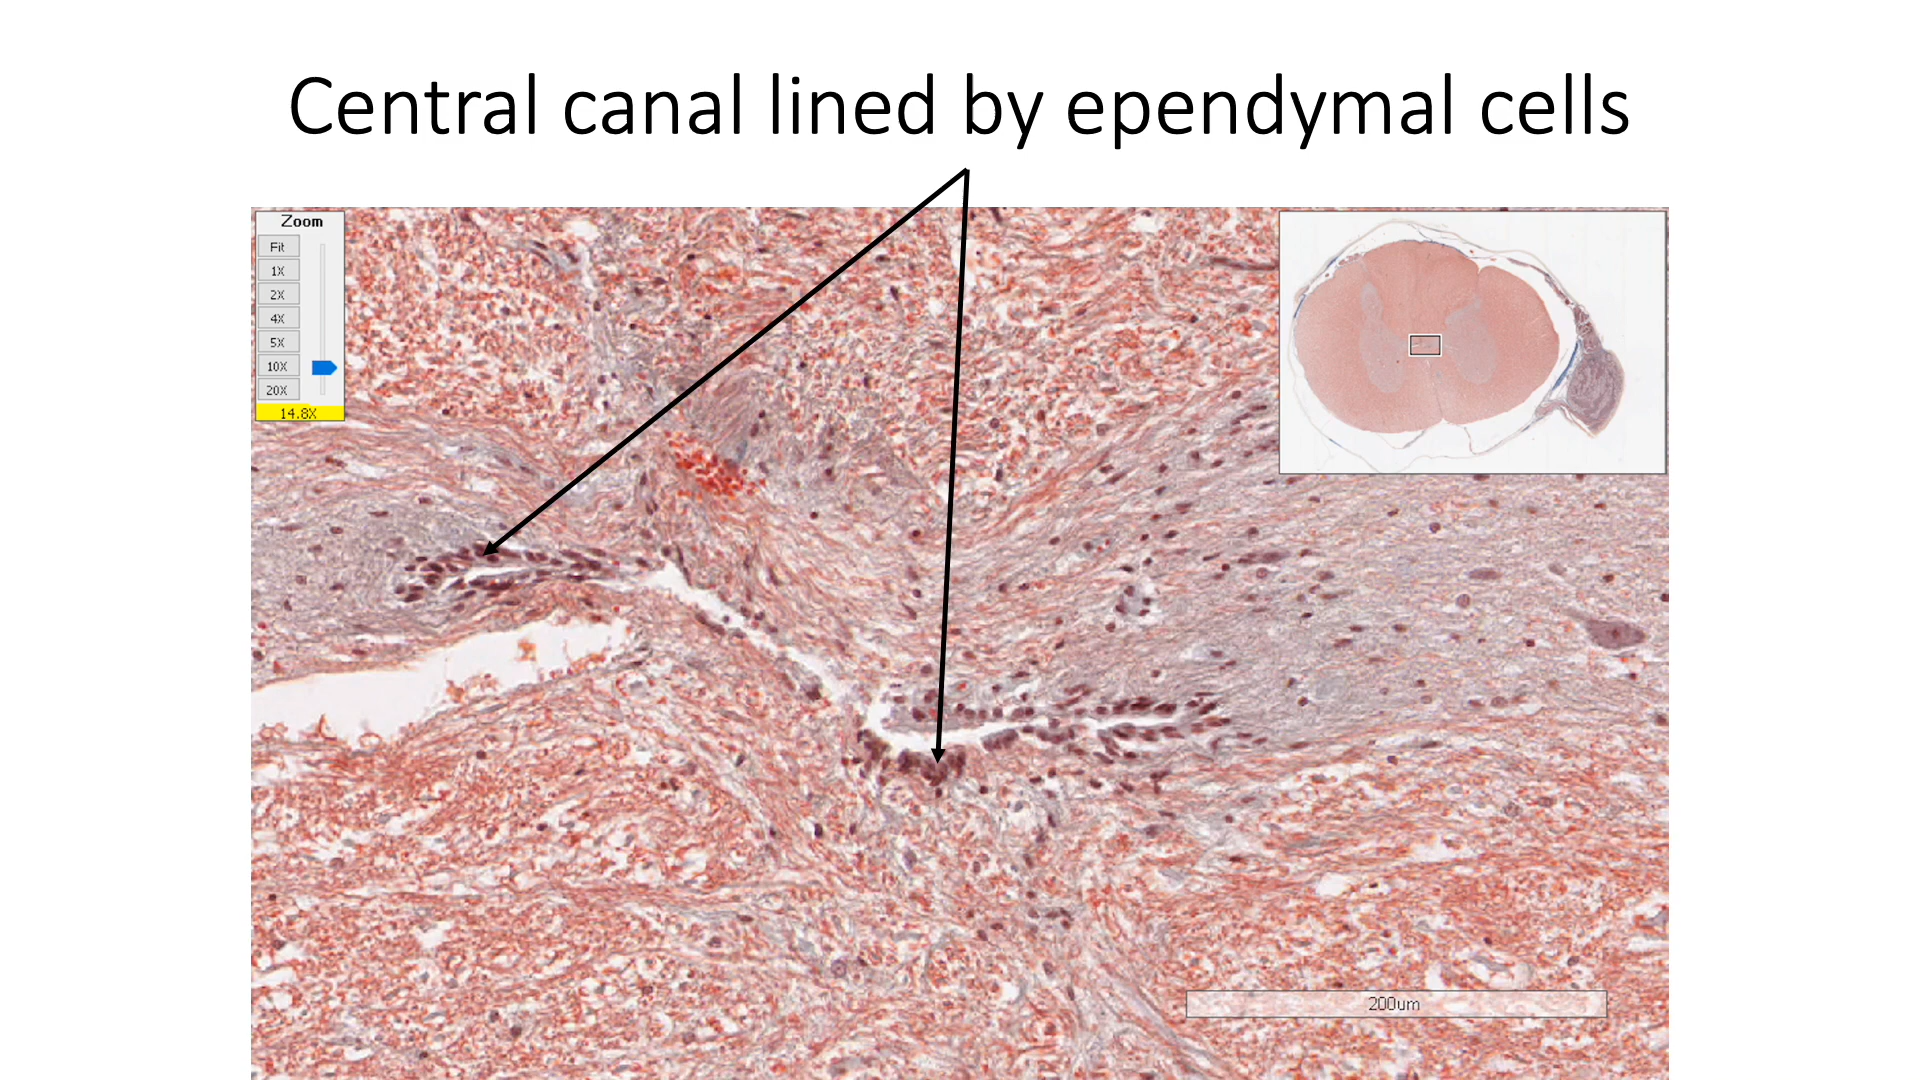 Central canal lined by ependymal cells
Zoom
Fit
1X
2X
4X
5X
10X
20X
14.8X
200um